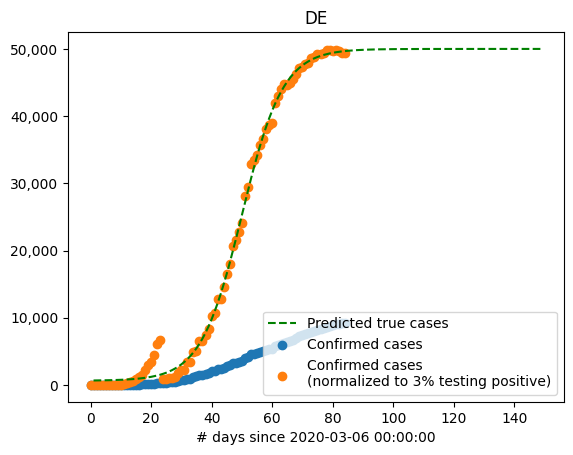 DE
50,000
40,000
30,000
20,000
10,000
0
Predicted true cases
Confirmed cases
Confirmed cases
(normalized to 3% testing positive)
0 20 40 60 80 100 120 140
# days since 2020-03-06 00:00:00